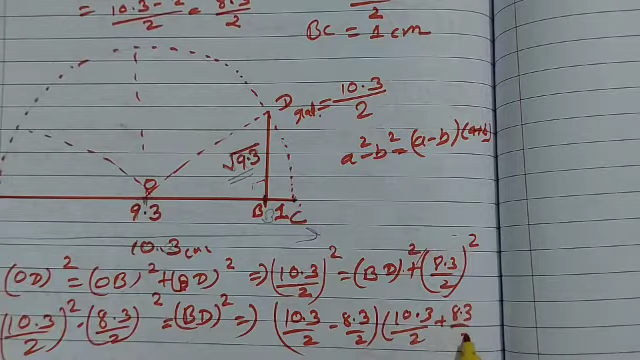 = 10.3 - 2 / 2 = 8.3 / 2
2
BC = 1 cm
D
= 10.3 / 2
a² b² = (a-b)(a+b)
√9.3
O
9.3
B 1 C
10.3 cm
(OD)² = (OB)² + (BD)² => (10.3 / 2)² = (BD)² + (8.3 / 2)²
(10.3 / 2)² - (8.3 / 2)² = (BD)² => (10.3 / 2 - 8.3 / 2) (10.3 / 2 + 8.3